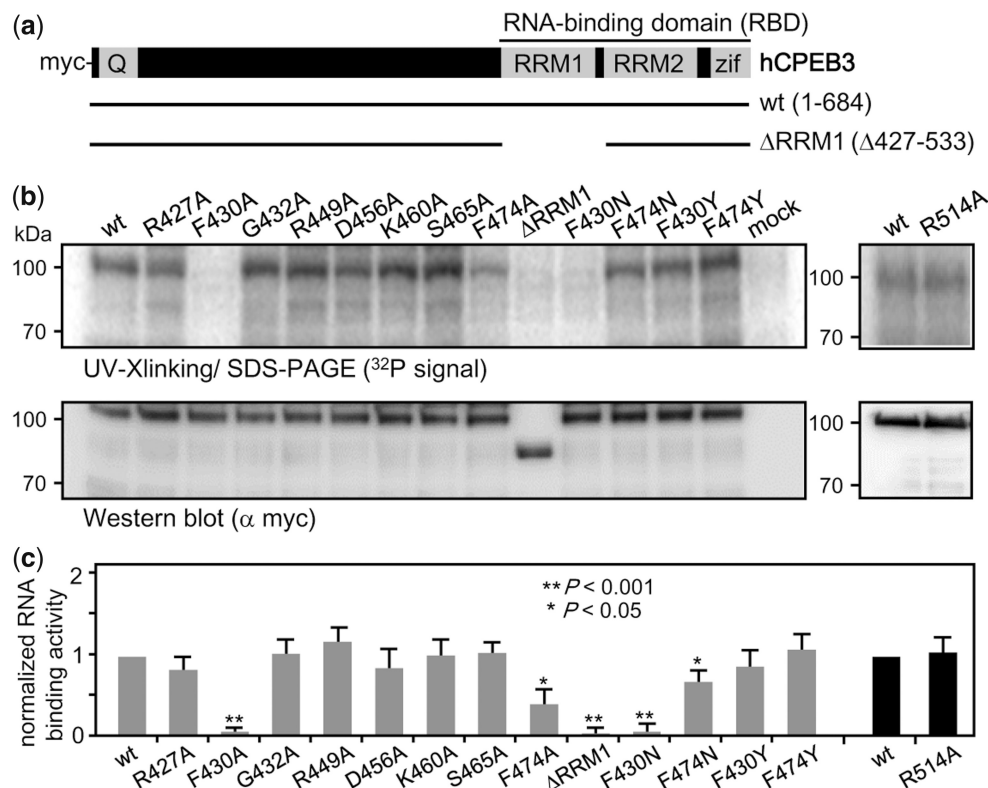 (a)
RNA-binding domain (RBD)
myc- Q RRM1 RRM2 zif hCPEB3
wt (1-684)
ΔRRM1 (Δ427-533)
(b)
wt R427A F430A G432A R449A D456A K460A S465A F474A ΔRRM1 F430N F474N F430Y F474Y mock wt R514A
kDa
100
100
70
70
UV-Xlinking/ SDS-PAGE (³²P signal)
100
100
70
70
Western blot (α myc)
(c)
normalized RNA
binding activity
2
1
0
** P < 0.001
* P < 0.05
** * ** ** *
wt R427A F430A G432A R449A D456A K460A S465A F474A ΔRRM1 F430N F474N F430Y F474Y wt R514A